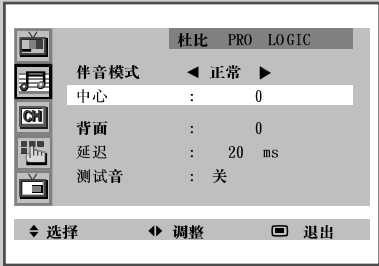 杜比 PRO LOGIC
伴音模式 ◀ 正常 ▶
中心 : 0
CH
背面 : 0
延迟 : 20 ms
测试音 : 关
选择 调整 退出